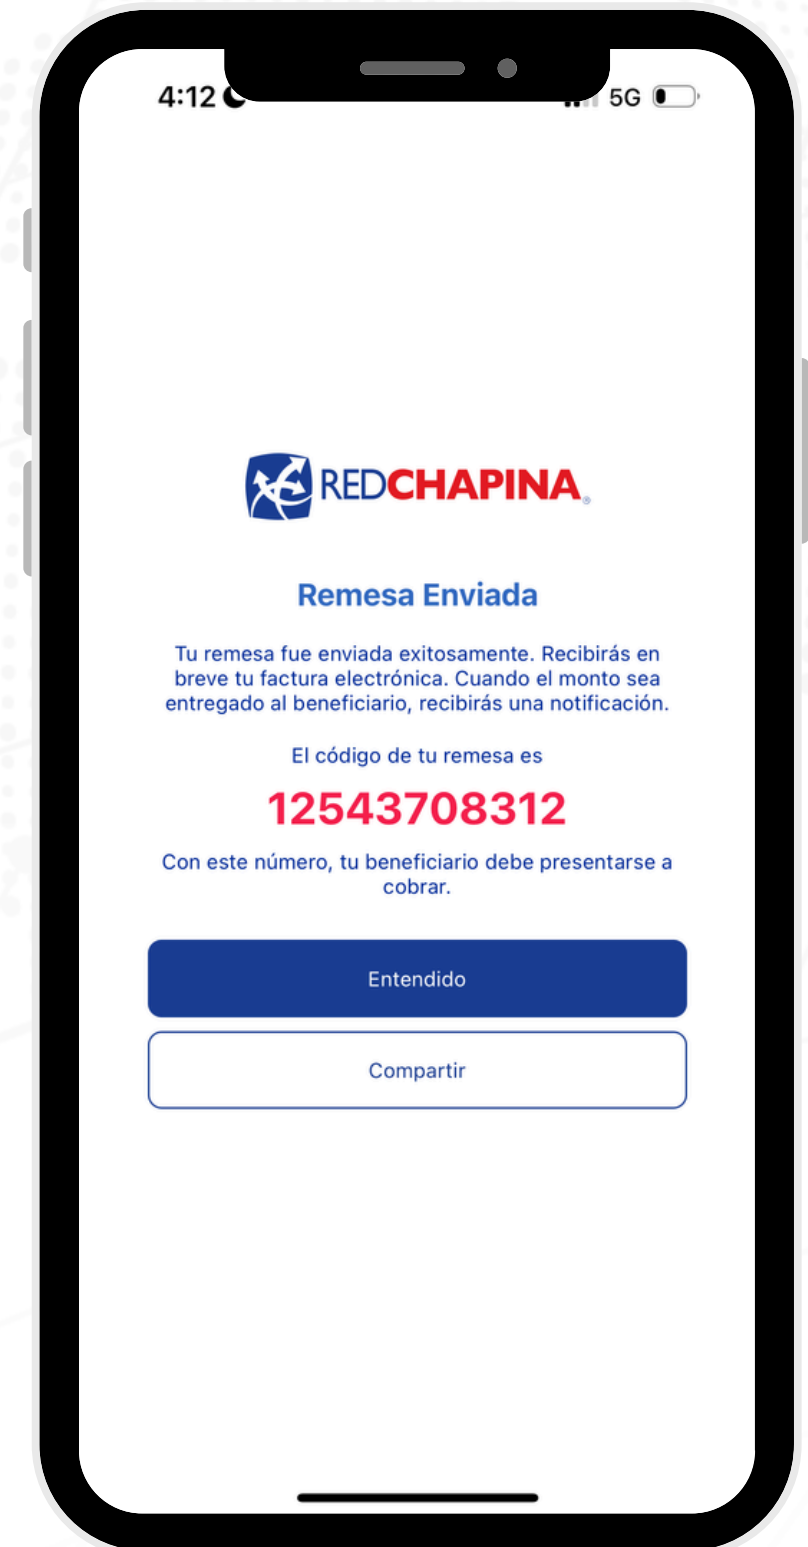 4:12
5G
REDCHAPINA®
Remesa Enviada
Tu remesa fue enviada exitosamente. Recibirás en
breve tu factura electrónica. Cuando el monto sea
entregado al beneficiario, recibirás una notificación.
El código de tu remesa es
12543708312
Con este número, tu beneficiario debe presentarse a
cobrar.
Entendido
Compartir